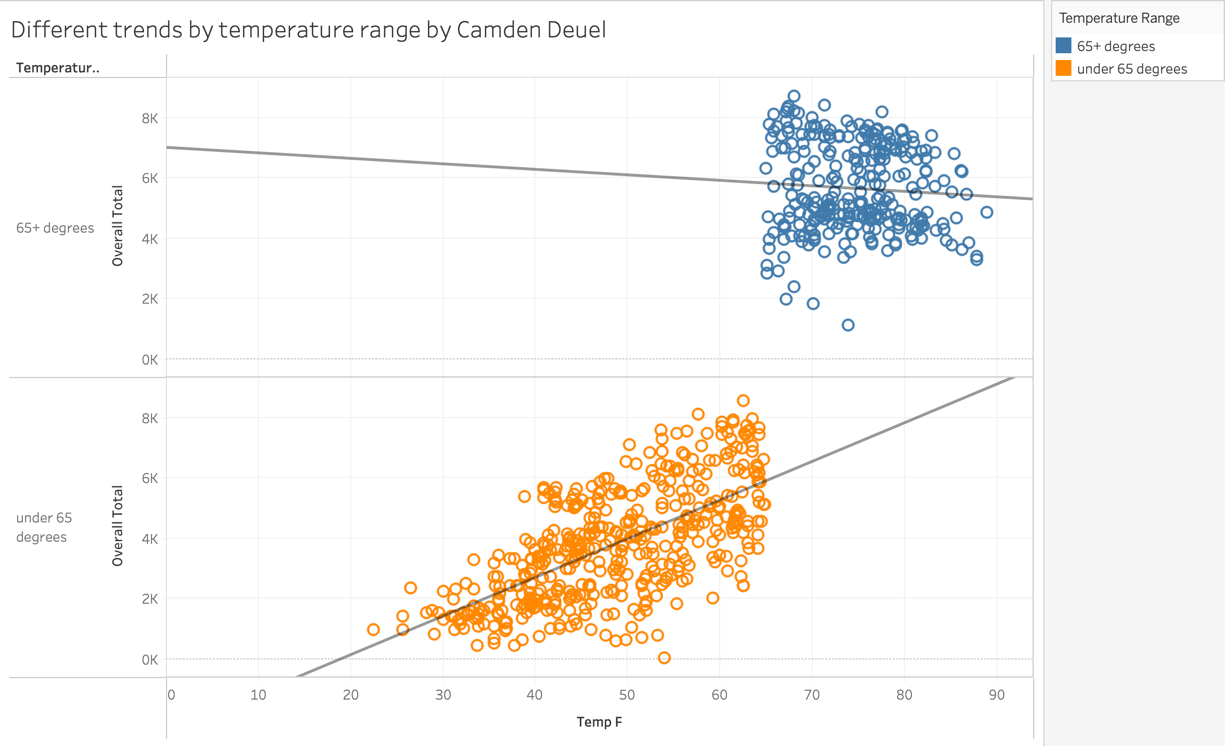 Different trends by temperature range by Camden Deuel
Temperatur..
65+ degrees
Overall Total
8K
6K
4K
2K
0K
under 65
degrees
Overall Total
8K
6K
4K
2K
0K
0 10 20 30 40 50 60 70 80 90
Temp F
Temperature Range
65+ degrees
under 65 degrees